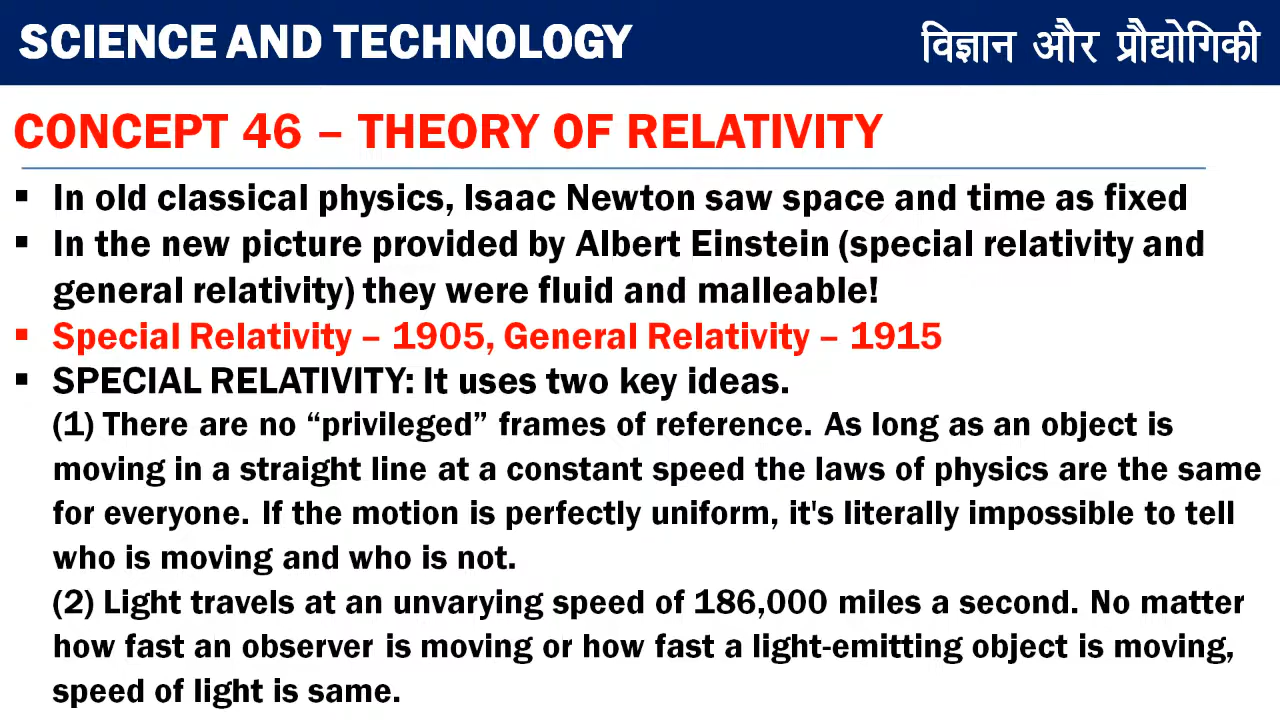 SCIENCE AND TECHNOLOGY
विज्ञान और प्रौद्योगिकी
CONCEPT 46 – THEORY OF RELATIVITY
▪ In old classical physics, Isaac Newton saw space and time as fixed
▪ In the new picture provided by Albert Einstein (special relativity and
general relativity) they were fluid and malleable!
▪ Special Relativity – 1905, General Relativity – 1915
▪ SPECIAL RELATIVITY: It uses two key ideas.
(1) There are no “privileged” frames of reference. As long as an object is
moving in a straight line at a constant speed the laws of physics are the same
for everyone. If the motion is perfectly uniform, it's literally impossible to tell
who is moving and who is not.
(2) Light travels at an unvarying speed of 186,000 miles a second. No matter
how fast an observer is moving or how fast a light-emitting object is moving,
speed of light is same.